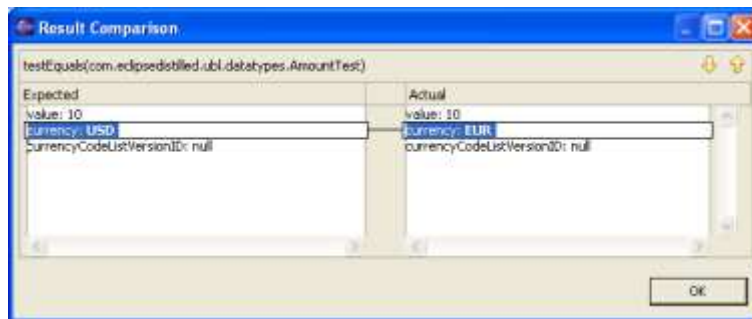 Result Comparison
testEquals(com.eclipsedistilled.ubl.datatypes.AmountTest)
Expected
Actual
value: 10
currency: USD
currencyCodeListVersionID: null
value: 10
currency: EUR
currencyCodeListVersionID: null
OK